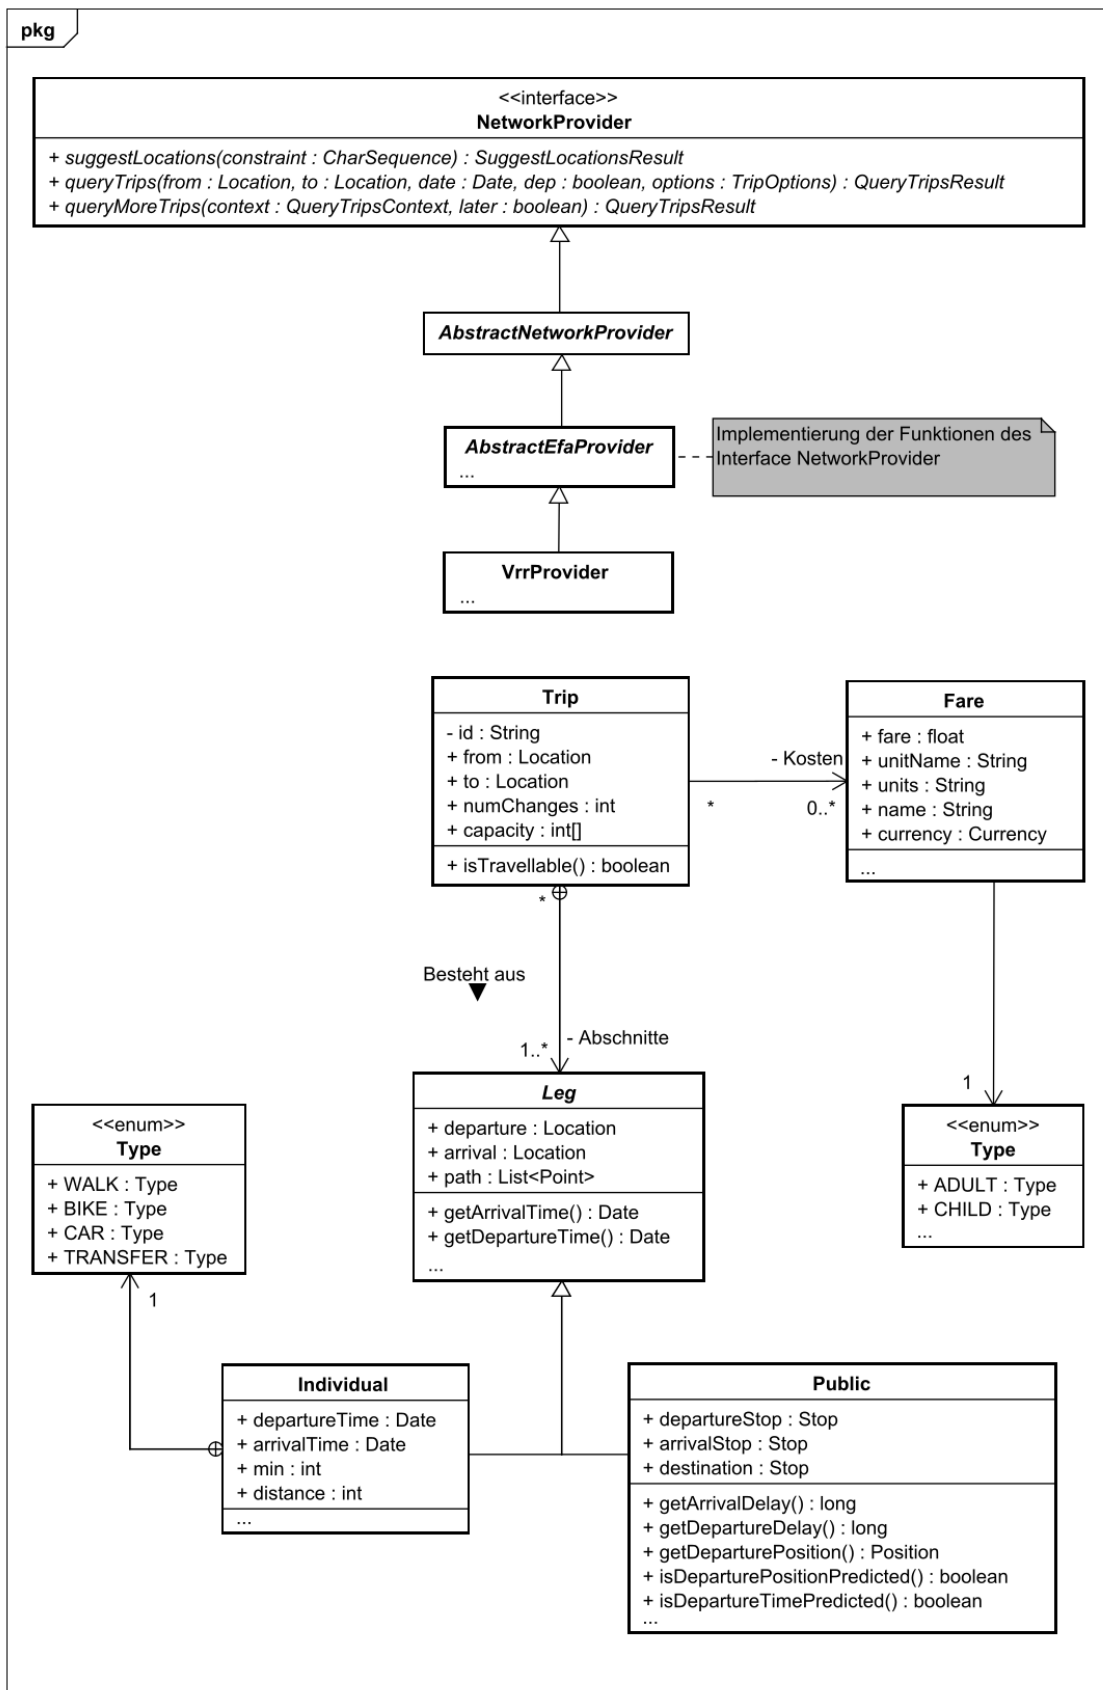 pkg
<<interface>>
NetworkProvider
+ suggestLocations(constraint : CharSequence) : SuggestLocationsResult
+ queryTrips(from : Location, to : Location, date : Date, dep : boolean, options : TripOptions) : QueryTripsResult
+ queryMoreTrips(context : QueryTripsContext, later : boolean) : QueryTripsResult
AbstractNetworkProvider
AbstractEfaProvider
...
Implementierung der Funktionen des
Interface NetworkProvider
VrrProvider
...
Trip
- id : String
+ from : Location
+ to : Location
+ numChanges : int
+ capacity : int[]
+ isTravellable() : boolean
- Kosten
*
0..*
Fare
+ fare : float
+ unitName : String
+ units : String
+ name : String
+ currency : Currency
...
*
Besteht aus
- Abschnitte
1..*
1
Leg
+ departure : Location
+ arrival : Location
+ path : List<Point>
+ getArrivalTime() : Date
+ getDepartureTime() : Date
...
<<enum>>
Type
+ WALK : Type
+ BIKE : Type
+ CAR : Type
+ TRANSFER : Type
<<enum>>
Type
+ ADULT : Type
+ CHILD : Type
...
1
Individual
+ departureTime : Date
+ arrivalTime : Date
+ min : int
+ distance : int
...
Public
+ departureStop : Stop
+ arrivalStop : Stop
+ destination : Stop
+ getArrivalDelay() : long
+ getDepartureDelay() : long
+ getDeparturePosition() : Position
+ isDeparturePositionPredicted() : boolean
+ isDepartureTimePredicted() : boolean
...